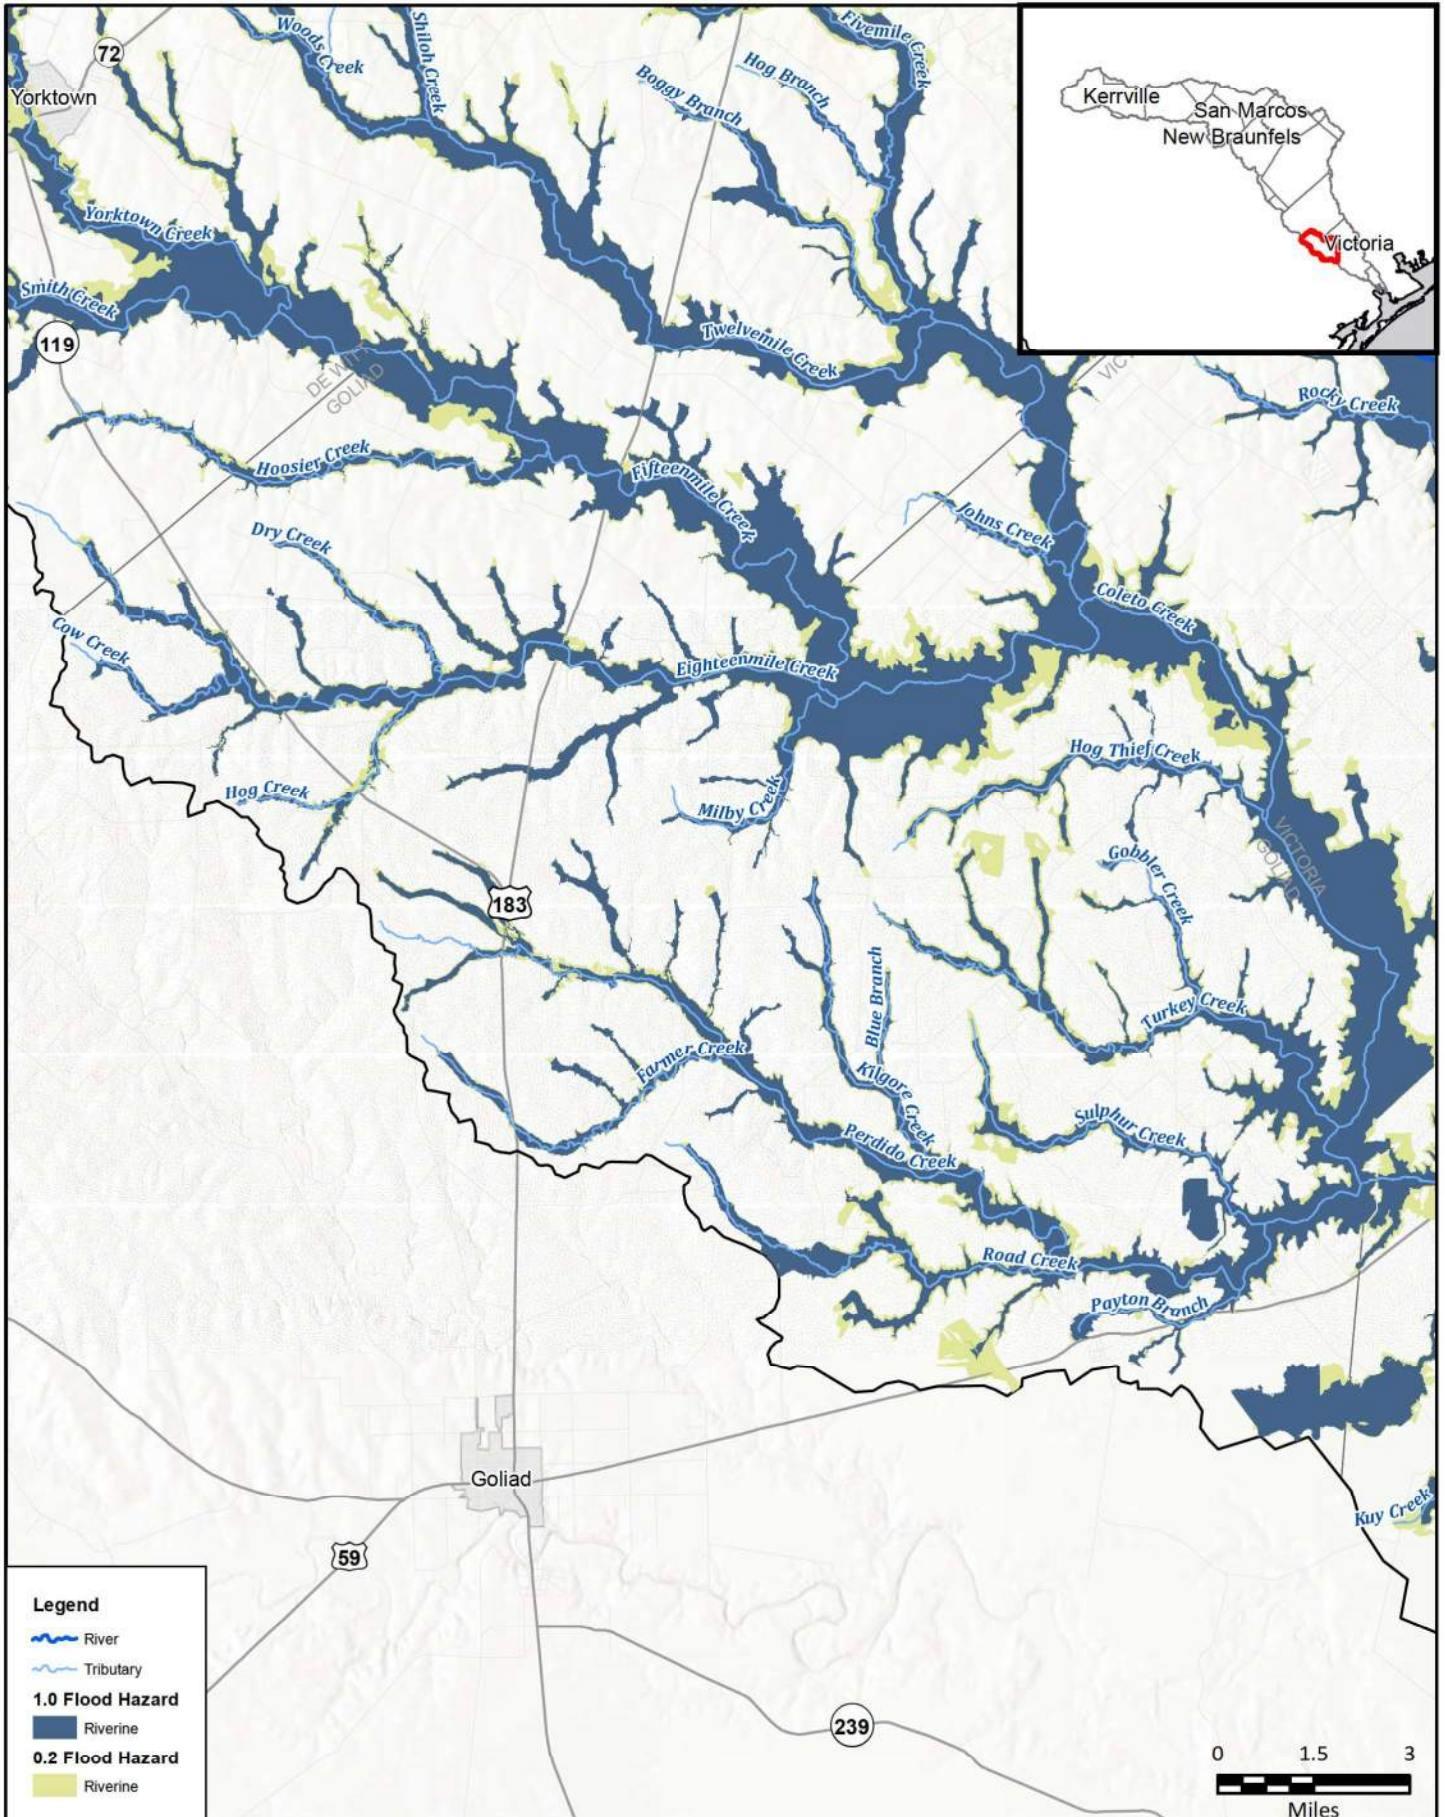 Woods Creek
Shiloh Creek
Fivemile Creek
72
Yorktown
Hog Branch
Boggy Branch
Kerrville
San Marcos
New Braunfels
Victoria
Yorktown Creek
Smith Creek
119
Twelvemile Creek
DE WITT
GOLIAD
VICT
Rocky Creek
Hoosier Creek
Fifteenmile Creek
Johns Creek
Dry Creek
Coleto Creek
Cow Creek
Eighteenmile Creek
Hog Thief Creek
Hog Creek
Milby Creek
VICTORIA
GOLIAD
Gobbler Creek
183
Blue Branch
Turkey Creek
Farmer Creek
Kilgore Creek
Sulphur Creek
Perdido Creek
Road Creek
Payton Branch
Goliad
Kuy Creek
59
239
Legend
River
Tributary
1.0 Flood Hazard
Riverine
0.2 Flood Hazard
Riverine
0 1.5 3
Miles